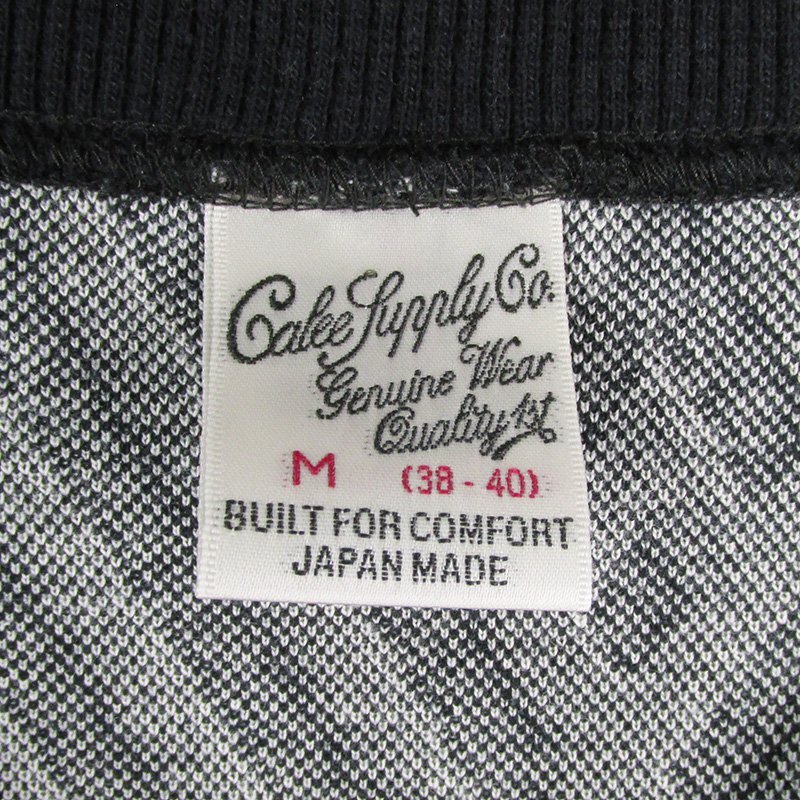 Calee Supply Co.
Genuine Wear
Quality 1st.
M (38 - 40)
BUILT FOR COMFORT
JAPAN MADE